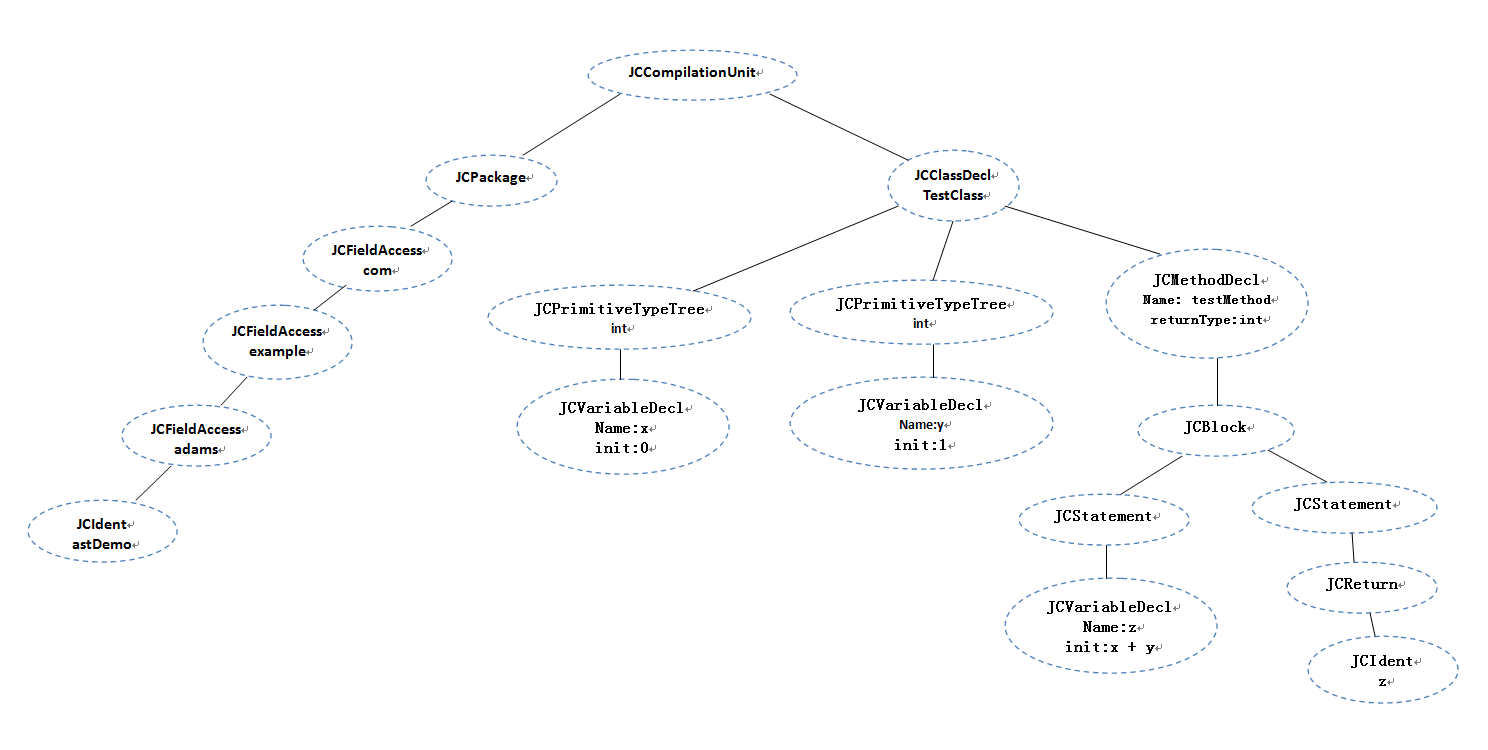 JCCompilationUnit
JCPackage
JCClassDecl
TestClass
JCFieldAccess
com
JCFieldAccess
example
JCFieldAccess
adams
JCIdent
astDemo
JCPrimitiveTypeTree
int
JCVariableDecl
Name:x
init:0
JCPrimitiveTypeTree
int
JCVariableDecl
Name:y
init:1
JCMethodDecl
Name: testMethod
returnType:int
JCBlock
JCStatement
JCVariableDecl
Name:z
init:x + y
JCStatement
JCReturn
JCIdent
z